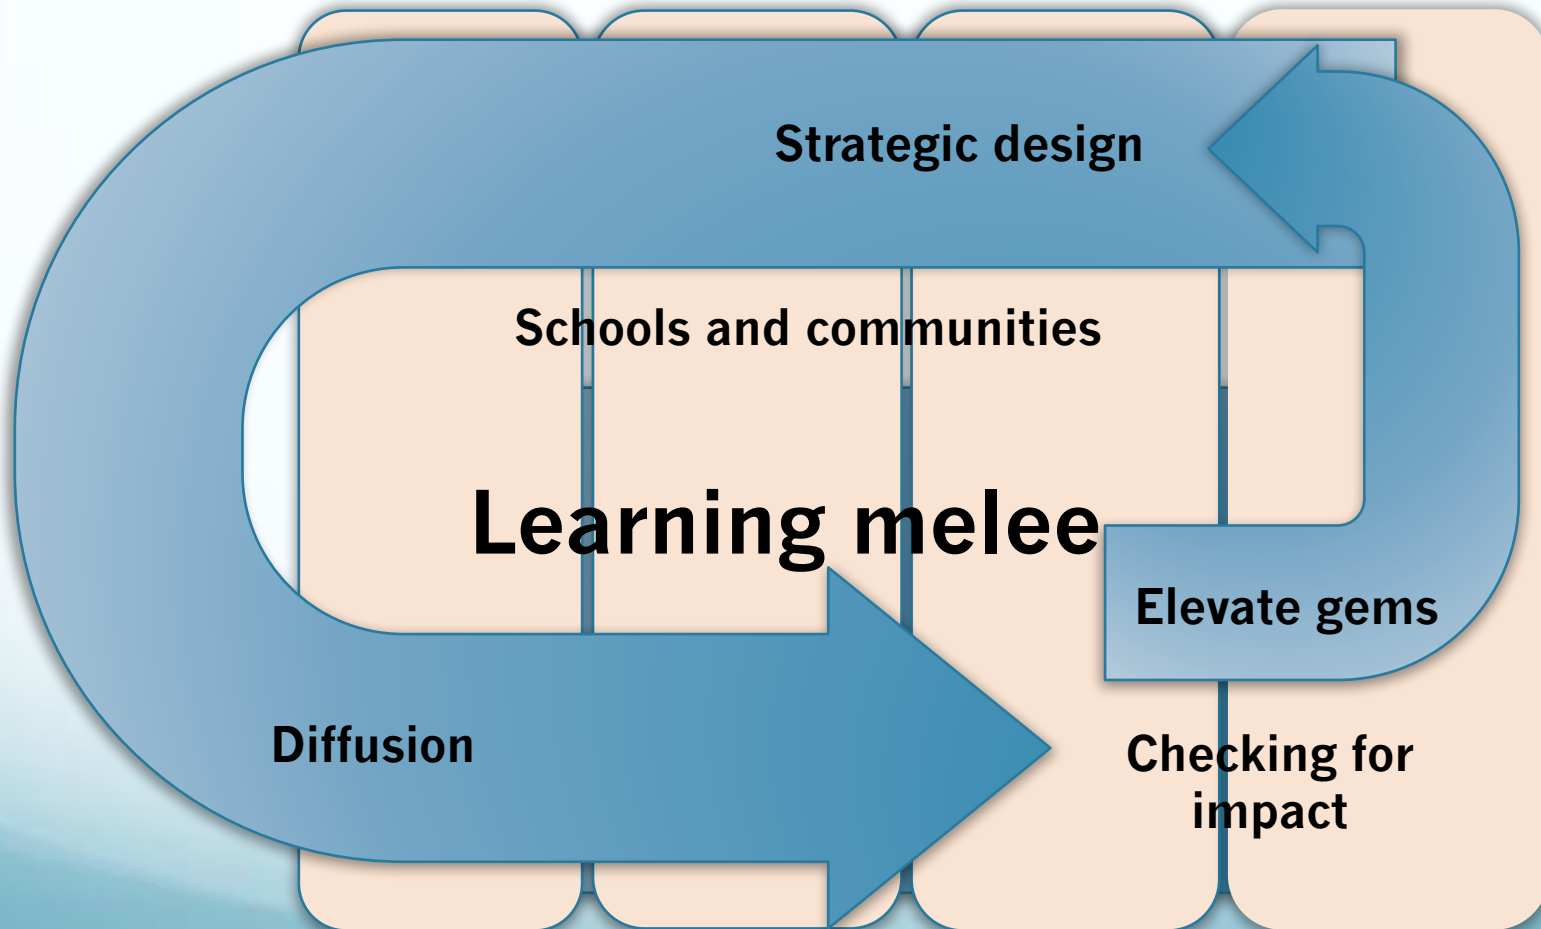 Strategic design
Schools and communities
Learning melee
Elevate gems
Diffusion
Checking for
impact